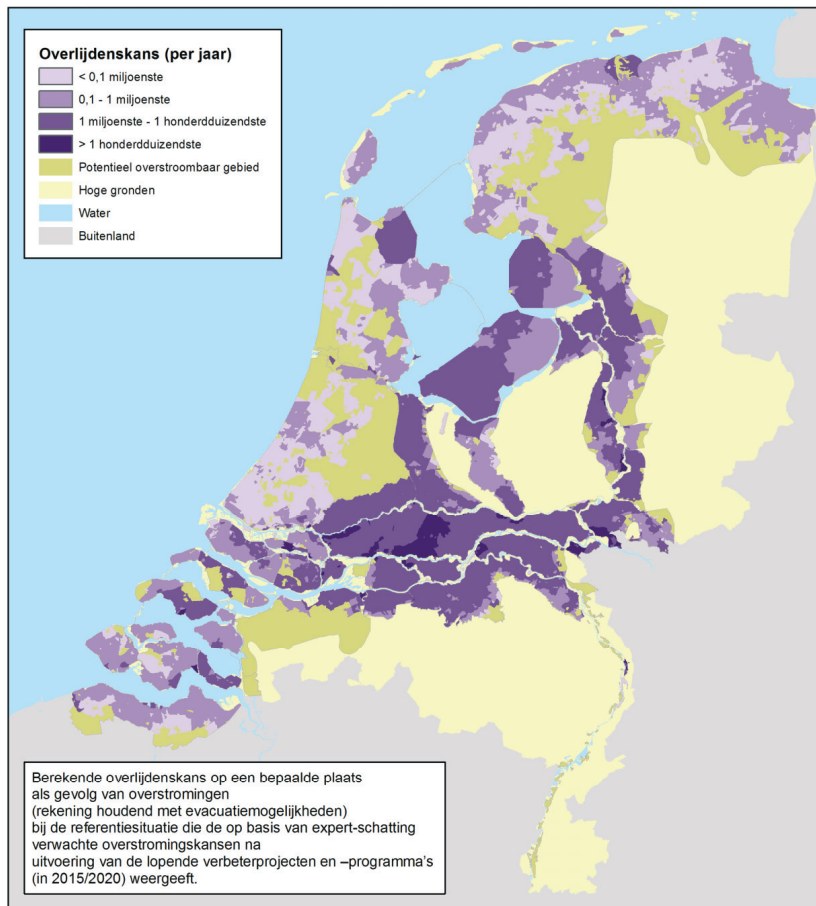 Overlijdenskans (per jaar)
< 0,1 miljoenste
0,1 - 1 miljoenste
1 miljoenste - 1 honderdduizendste
> 1 honderdduizendste
Potentieel overstroombaar gebied
Hoge gronden
Water
Buitenland
Berekende overlijdenskans op een bepaalde plaats
als gevolg van overstromingen
(rekening houdend met evacuatiemogelijkheden)
bij de referentiesituatie die de op basis van expert-schatting
verwachte overstromingskansen na
uitvoering van de lopende verbeterprojecten en –programma's
(in 2015/2020) weergeeft.